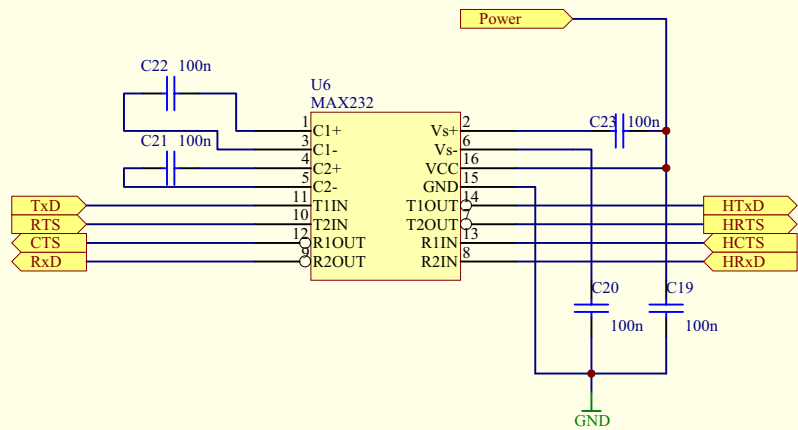 Power
C22 100n
U6
MAX232
C21 100n
C23 100n
1 C1+ Vs+ 2
3 C1- Vs- 6
4 C2+ VCC 16
5 C2- GND 15
TxD 11 T1IN T1OUT 14 HTxD
RTS 10 T2IN T2OUT 7 HRTS
CTS 12 R1OUT R1IN 13 HCTS
RxD 9 R2OUT R2IN 8 HRxD
C20 C19
100n 100n
GND